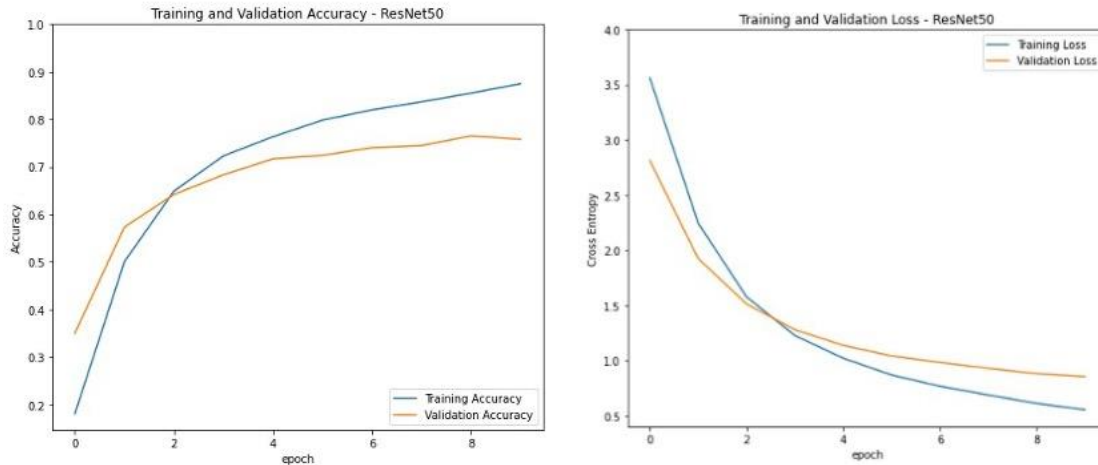 Training and Validation Accuracy - ResNet50
1.0
0.9
0.8
0.7
0.6
0.5
0.4
0.3
0.2
Accuracy
Training Accuracy
Validation Accuracy
0 2 4 6 8
epoch
Training and Validation Loss - ResNet50
4.0
3.5
3.0
2.5
2.0
1.5
1.0
0.5
Cross Entropy
Training Loss
Validation Loss
0 2 4 6 8
epoch